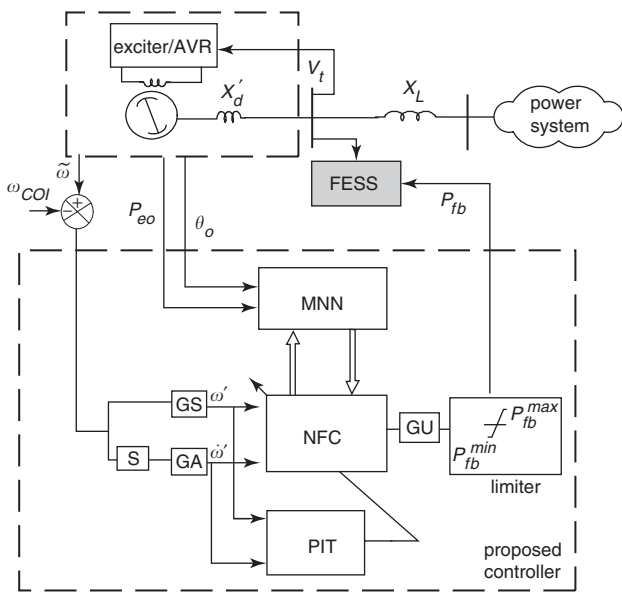 exciter/AVR
V_t
X'_d
X_L
power
system
FESS
ω_COI
ω̃
+
−
P_eo
θ_o
P_fb
MNN
GS
ω′
NFC
GU
P_fb^max
P_fb^min
limiter
S
GA
ω̇′
PIT
proposed
controller